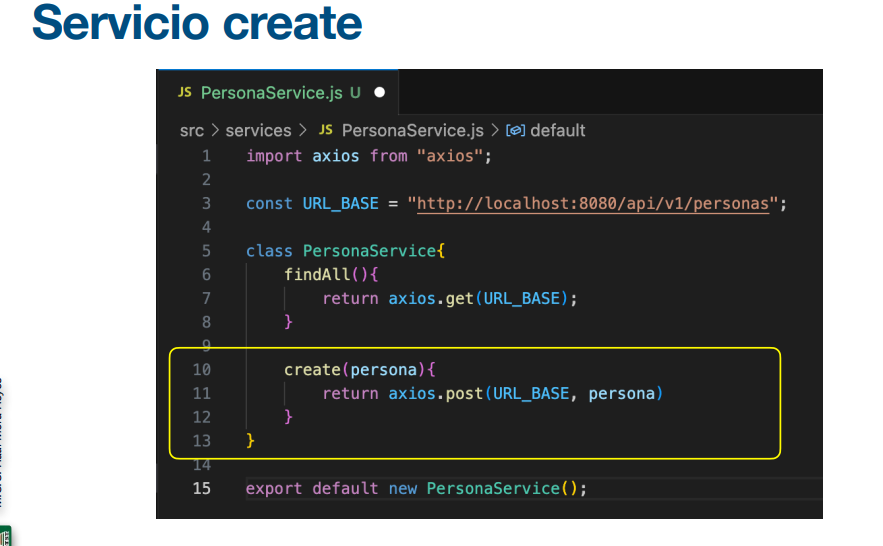 Servicio create
JS PersonaService.js U
src > services > JS PersonaService.js > default
1 import axios from "axios";
2
3 const URL_BASE = "http://localhost:8080/api/v1/personas";
4
5 class PersonaService{
6     findAll(){
7         return axios.get(URL_BASE);
8     }
9
10     create(persona){
11         return axios.post(URL_BASE, persona)
12     }
13 }
14
15 export default new PersonaService();